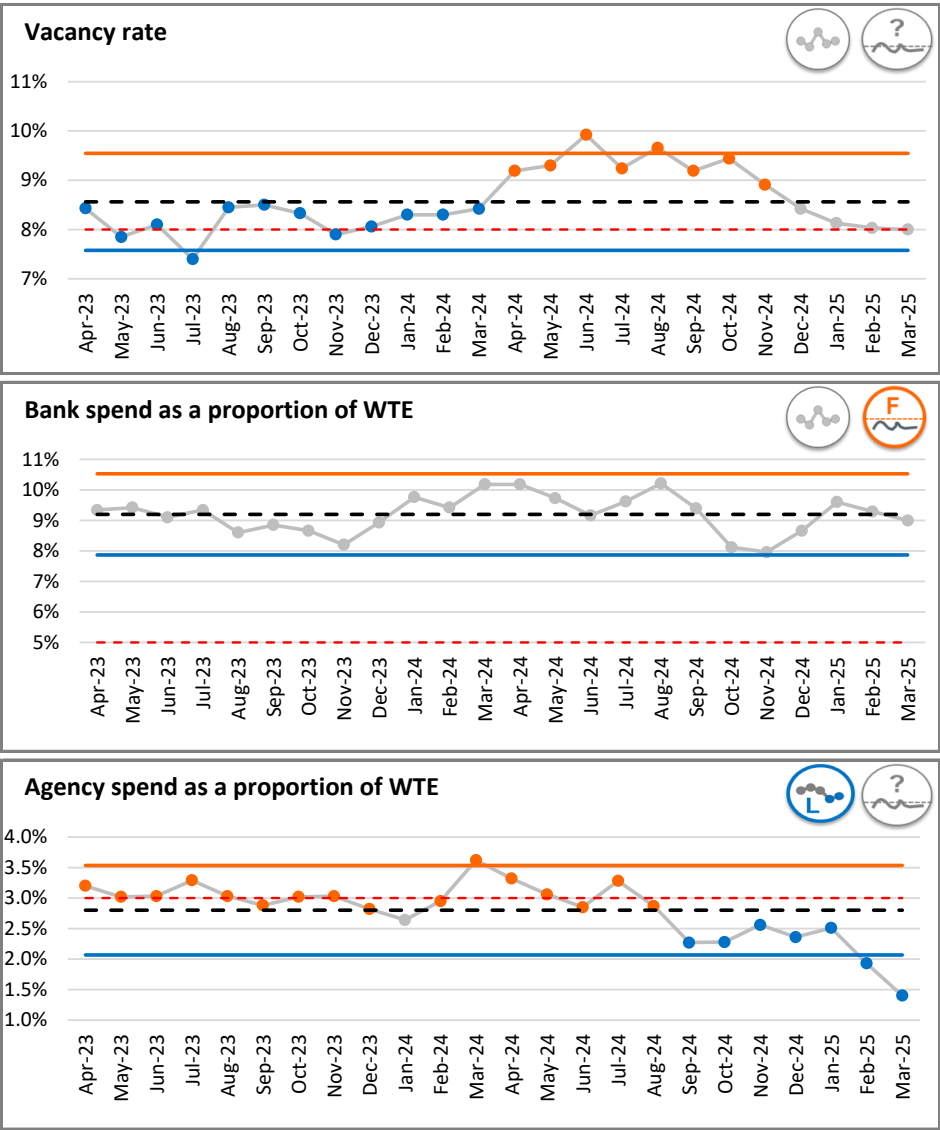 Vacancy rate
?
11%
10%
9%
8%
7%
Apr-23 May-23 Jun-23 Jul-23 Aug-23 Sep-23 Oct-23 Nov-23 Dec-23 Jan-24 Feb-24 Mar-24 Apr-24 May-24 Jun-24 Jul-24 Aug-24 Sep-24 Oct-24 Nov-24 Dec-24 Jan-25 Feb-25 Mar-25
Bank spend as a proportion of WTE
F
11%
10%
9%
8%
7%
6%
5%
Apr-23 May-23 Jun-23 Jul-23 Aug-23 Sep-23 Oct-23 Nov-23 Dec-23 Jan-24 Feb-24 Mar-24 Apr-24 May-24 Jun-24 Jul-24 Aug-24 Sep-24 Oct-24 Nov-24 Dec-24 Jan-25 Feb-25 Mar-25
Agency spend as a proportion of WTE
L
?
4.0%
3.5%
3.0%
2.5%
2.0%
1.5%
1.0%
Apr-23 May-23 Jun-23 Jul-23 Aug-23 Sep-23 Oct-23 Nov-23 Dec-23 Jan-24 Feb-24 Mar-24 Apr-24 May-24 Jun-24 Jul-24 Aug-24 Sep-24 Oct-24 Nov-24 Dec-24 Jan-25 Feb-25 Mar-25